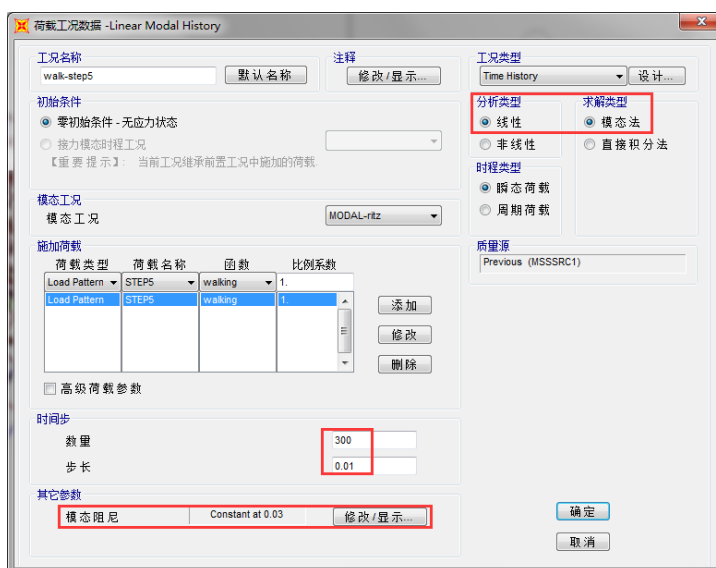 荷载工况数据 -Linear Modal History
工况名称
walk-step5
默认名称
注释
修改/显示...
工况类型
Time History
设计...
初始条件
零初始条件 - 无应力状态
接力模态时程工况
【重要提示】: 当前工况继承前置工况中施加的荷载.
分析类型
线性
非线性
求解类型
模态法
直接积分法
时程类型
瞬态荷载
周期荷载
模态工况
模态工况
MODAL-ritz
施加荷载
荷载类型 荷载名称 函数 比例系数
Load Pattern STEP5 walking 1.
Load Pattern STEP5 walking 1.
添加
修改
删除
高级荷载参数
质量源
Previous (MSSSRC1)
时间步
数量 300
步长 0.01
其它参数
模态阻尼 Constant at 0.03 修改/显示...
确定
取消